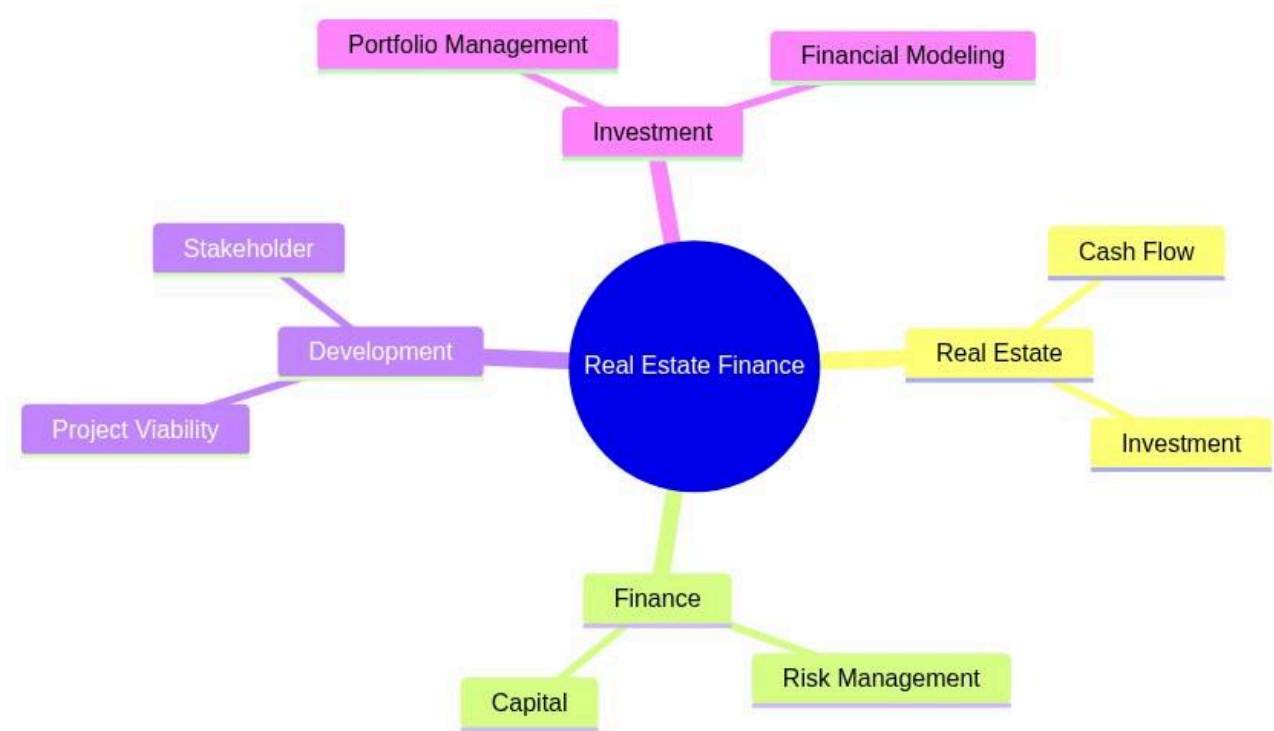 Portfolio Management
Financial Modeling
Investment
Stakeholder
Cash Flow
Development
Real Estate Finance
Real Estate
Project Viability
Investment
Finance
Risk Management
Capital